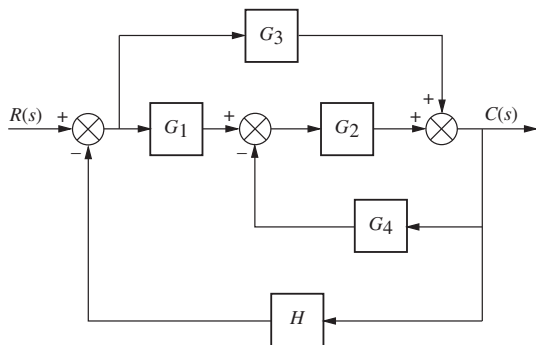 G3
R(s) + G1 + G2 + + C(s)
− −
G4
H